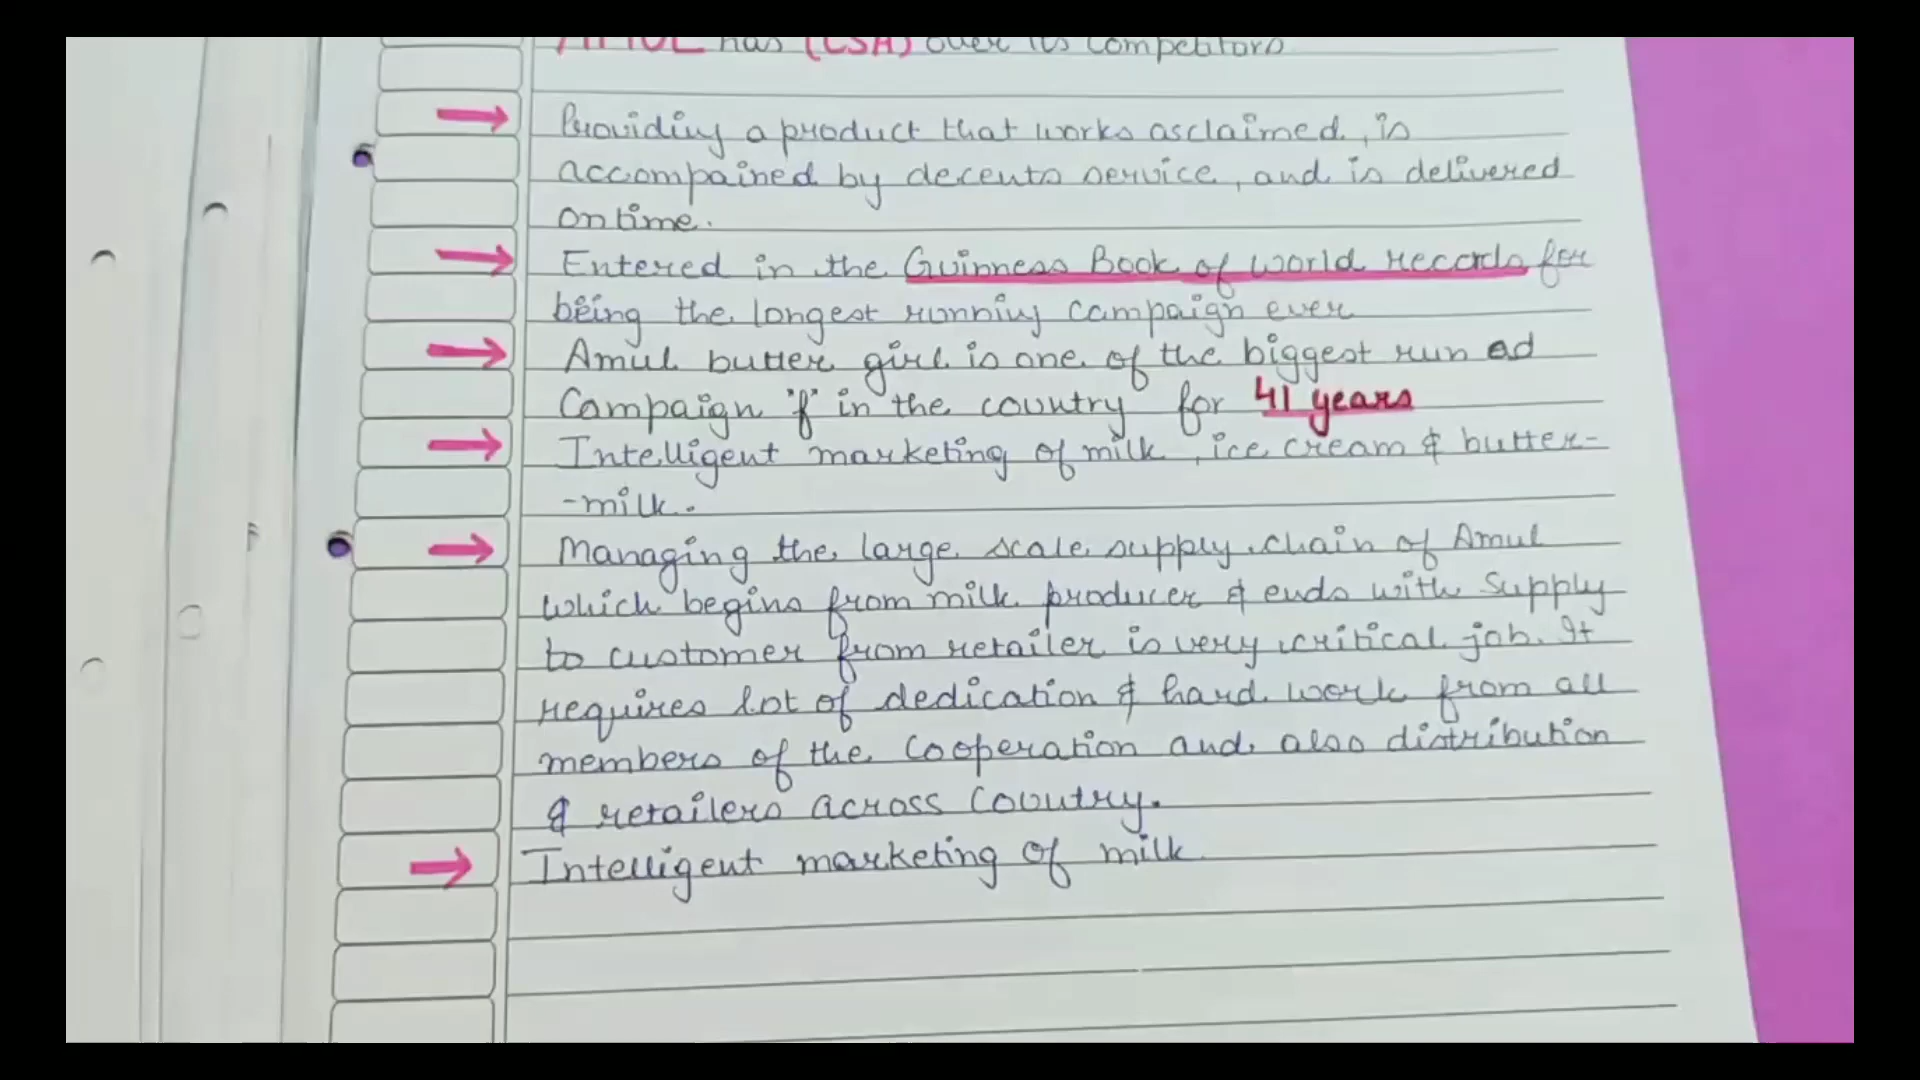 AMUL has (CSA) over its competitors
→ Providing a product that works asclaimed, is
accompained by decents service, and is delivered
on time.
→ Entered in the Guinness Book of world records for
being the longest running campaign ever
→ Amul butter girl is one of the biggest run ad
Campaign "f" in the country for 41 years
→ Intelligent marketing of milk, ice cream & butter-
-milk.
→ Managing the large scale supply chain of Amul
which begins from milk producer & ends with supply
to customer from retailer is very critical job. It
requires lot of dedication & hard work from all
members of the Cooperation and also distribution
& retailers across Country.
→ Intelligent marketing of milk